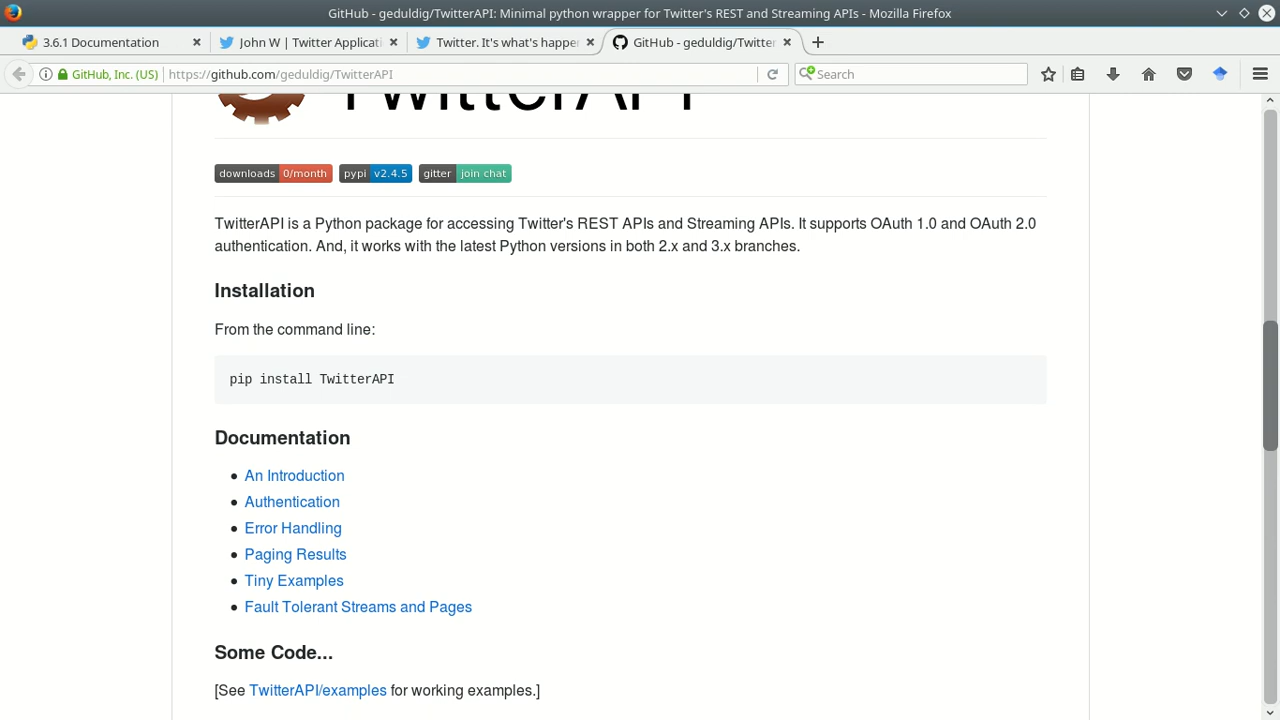 GitHub - geduldig/TwitterAPI: Minimal python wrapper for Twitter's REST and Streaming APIs - Mozilla Firefox
3.6.1 Documentation
John W | Twitter Applicati
Twitter. It's what's happe
GitHub - geduldig/Twitter
GitHub, Inc. (US)
https://github.com/geduldig/TwitterAPI
Search
TwitterAPI
downloads 0/month pypi v2.4.5 gitter join chat
TwitterAPI is a Python package for accessing Twitter's REST APIs and Streaming APIs. It supports OAuth 1.0 and OAuth 2.0
authentication. And, it works with the latest Python versions in both 2.x and 3.x branches.
Installation
From the command line:
pip install TwitterAPI
Documentation
• An Introduction
• Authentication
• Error Handling
• Paging Results
• Tiny Examples
• Fault Tolerant Streams and Pages
Some Code...
[See TwitterAPI/examples for working examples.]